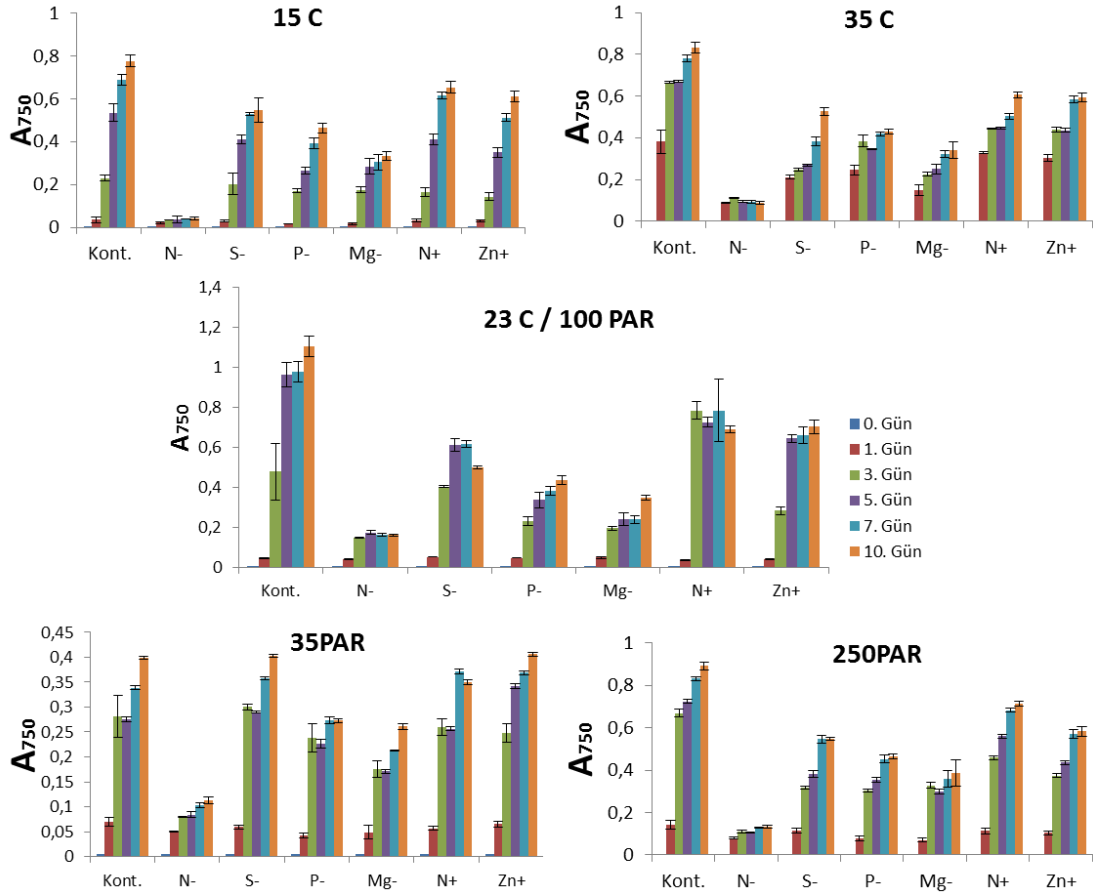 15 C
A750
1
0,8
0,6
0,4
0,2
0
Kont. N- S- P- Mg- N+ Zn+
35 C
A750
1
0,8
0,6
0,4
0,2
0
Kont. N- S- P- Mg- N+ Zn+
23 C / 100 PAR
A750
1,4
1,2
1
0,8
0,6
0,4
0,2
0
Kont. N- S- P- Mg- N+ Zn+
0. Gün
1. Gün
3. Gün
5. Gün
7. Gün
10. Gün
35PAR
A750
0,45
0,4
0,35
0,3
0,25
0,2
0,15
0,1
0,05
0
Kont. N- S- P- Mg- N+ Zn+
250PAR
A750
1
0,8
0,6
0,4
0,2
0
Kont. N- S- P- Mg- N+ Zn+